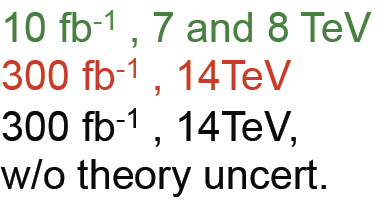 10 fb⁻¹ , 7 and 8 TeV
300 fb⁻¹ , 14TeV
300 fb⁻¹ , 14TeV,
w/o theory uncert.